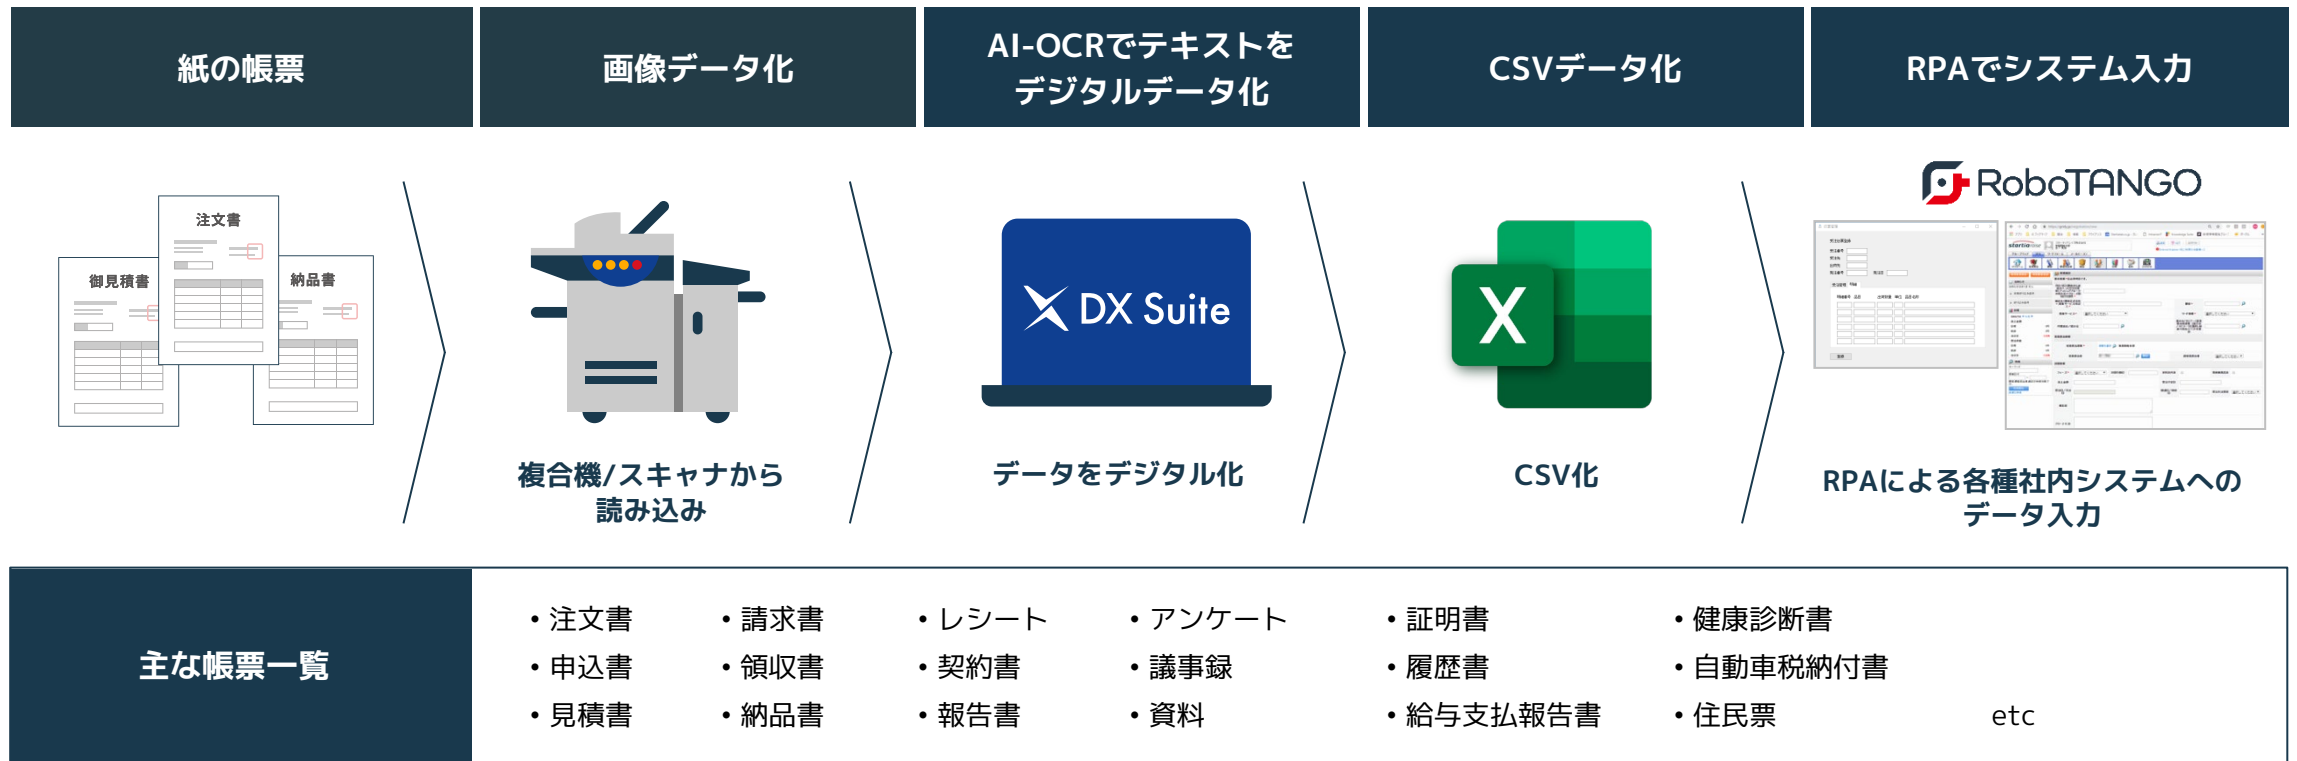 紙の帳票
画像データ化
AI-OCRでテキストを
デジタルデータ化
CSVデータ化
RPAでシステム入力
注文書
御見積書
納品書
複合機/スキャナから
読み込み
DX Suite
データをデジタル化
X
CSV化
RoboTANGO
RPAによる各種社内システムへの
データ入力
主な帳票一覧
・注文書
・申込書
・見積書
・請求書
・領収書
・納品書
・レシート
・契約書
・報告書
・アンケート
・議事録
・資料
・証明書
・履歴書
・給与支払報告書
・健康診断書
・自動車税納付書
・住民票
etc